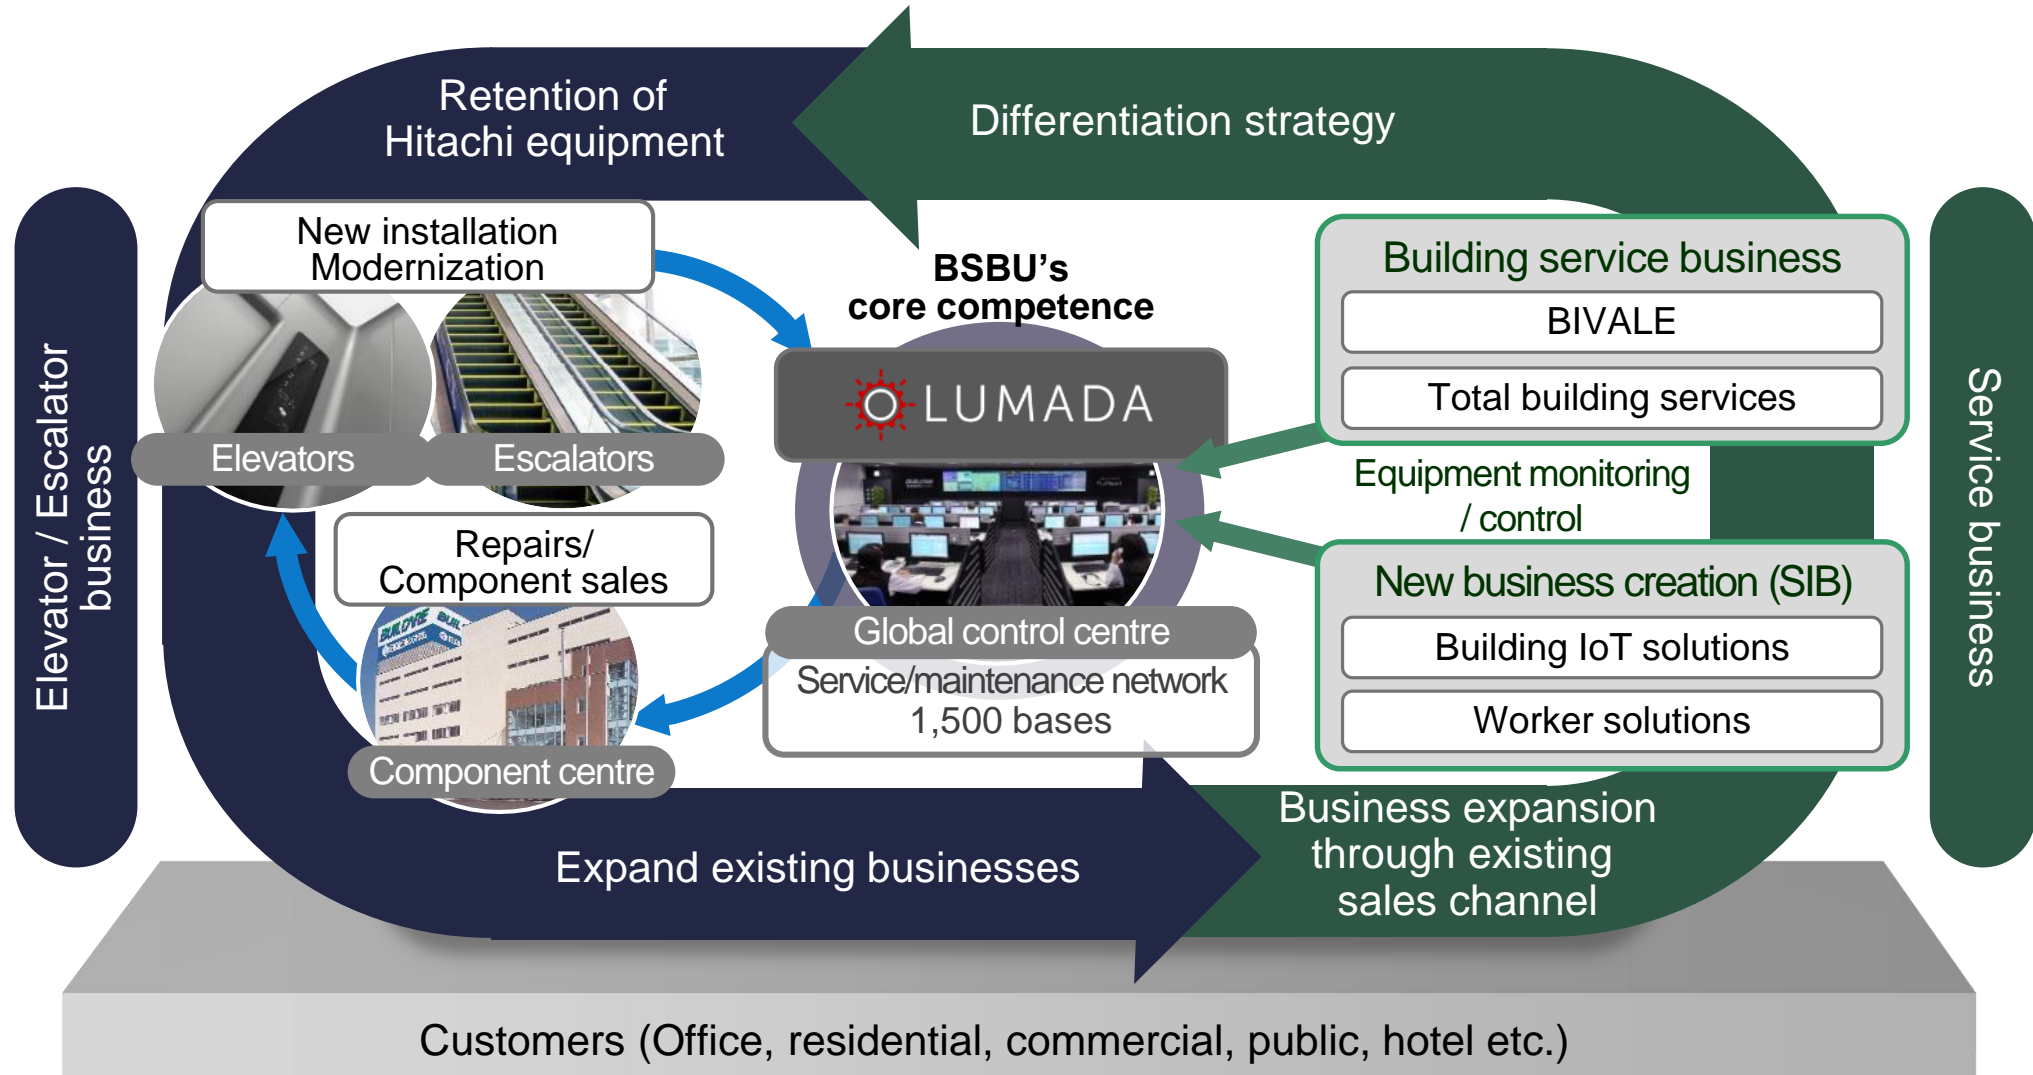 Retention of
Hitachi equipment
Differentiation strategy
Elevator / Escalator
business
New installation
Modernization
Elevators
Escalators
Repairs/
Component sales
BUILCARE
Component centre
BSBU's
core competence
LUMADA
Global control centre
Service/maintenance network
1,500 bases
Building service business
BIVALE
Total building services
Equipment monitoring
/ control
New business creation (SIB)
Building IoT solutions
Worker solutions
Service business
Expand existing businesses
Business expansion
through existing
sales channel
Customers (Office, residential, commercial, public, hotel etc.)